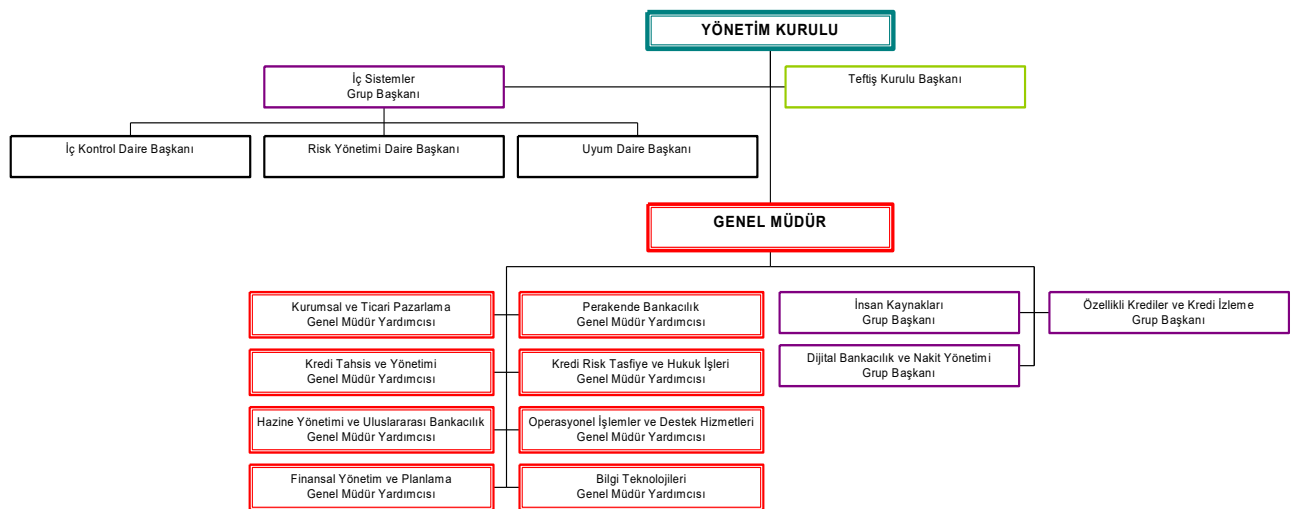 YÖNETİM KURULU
İç Sistemler
Grup Başkanı
Teftiş Kurulu Başkanı
İç Kontrol Daire Başkanı
Risk Yönetimi Daire Başkanı
Uyum Daire Başkanı
GENEL MÜDÜR
Kurumsal ve Ticari Pazarlama
Genel Müdür Yardımcısı
Perakende Bankacılık
Genel Müdür Yardımcısı
İnsan Kaynakları
Grup Başkanı
Özellikli Krediler ve Kredi İzleme
Grup Başkanı
Kredi Tahsis ve Yönetimi
Genel Müdür Yardımcısı
Kredi Risk Tasfiye ve Hukuk İşleri
Genel Müdür Yardımcısı
Dijital Bankacılık ve Nakit Yönetimi
Grup Başkanı
Hazine Yönetimi ve Uluslararası Bankacılık
Genel Müdür Yardımcısı
Operasyonel İşlemler ve Destek Hizmetleri
Genel Müdür Yardımcısı
Finansal Yönetim ve Planlama
Genel Müdür Yardımcısı
Bilgi Teknolojileri
Genel Müdür Yardımcısı